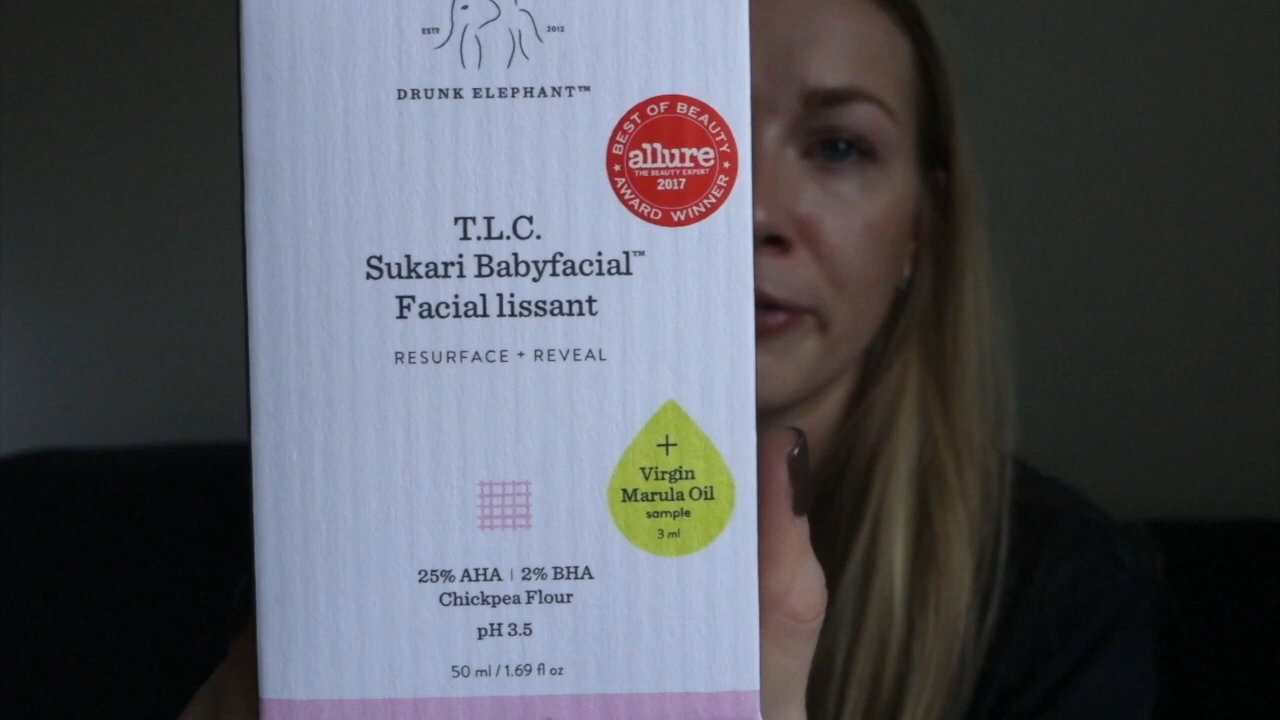 ESTD 2012
DRUNK ELEPHANT™
BEST OF BEAUTY
allure
THE BEAUTY EXPERT
2017
AWARD WINNER
T.L.C.
Sukari Babyfacial™
Facial lissant
RESURFACE + REVEAL
+
Virgin
Marula Oil
sample
3 ml
25% AHA | 2% BHA
Chickpea Flour
pH 3.5
50 ml / 1.69 fl oz